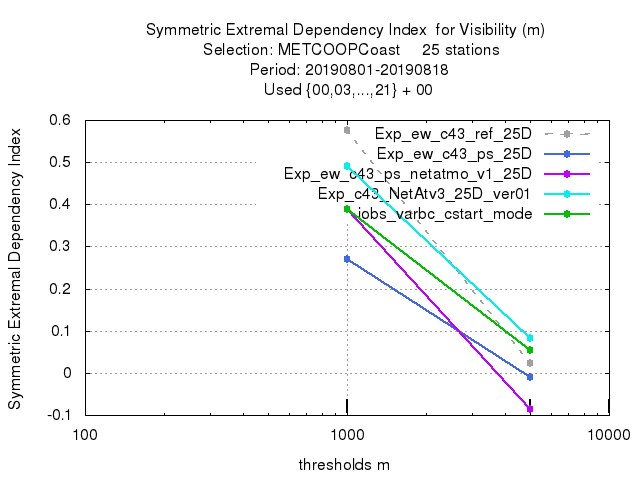 Symmetric Extremal Dependency Index for Visibility (m)
Selection: METCOOPCoast 25 stations
Period: 20190801-20190818
Used {00,03,...,21} + 00
Symmetric Extremal Dependency Index
0.6
0.5
0.4
0.3
0.2
0.1
0
-0.1
Exp_ew_c43_ref_25D
Exp_ew_c43_ps_25D
Exp_ew_c43_ps_netatmo_v1_25D
Exp_c43_NetAtv3_25D_ver01
iobs_varbc_cstart_mode
100
1000
10000
thresholds m